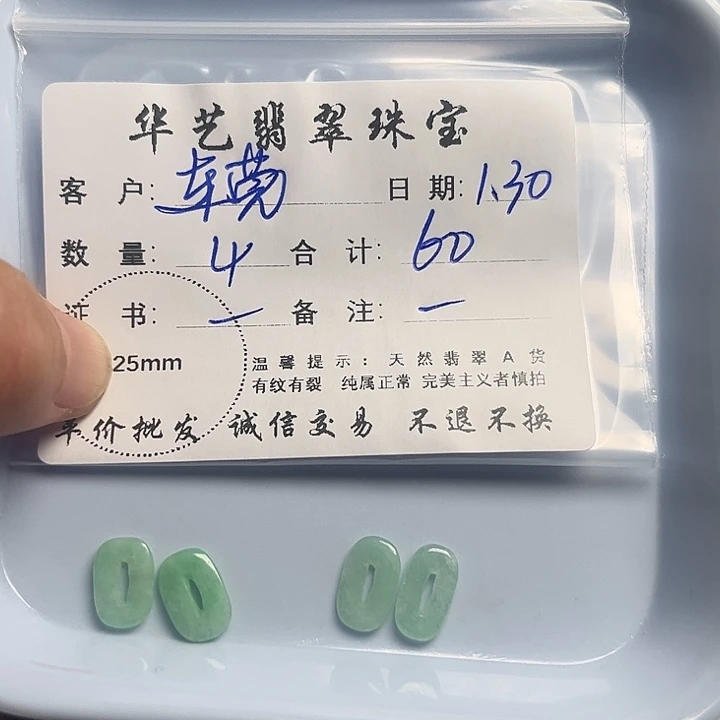 华艺翡翠珠宝
客 户: 车莞 日 期: 1.30
数 量: 4 合 计: 60
证 书: 一 备 注: 一
25mm
温馨提示: 天然翡翠A货
有纹有裂 纯属正常 完美主义者慎拍
平价批发 诚信交易 不退不换